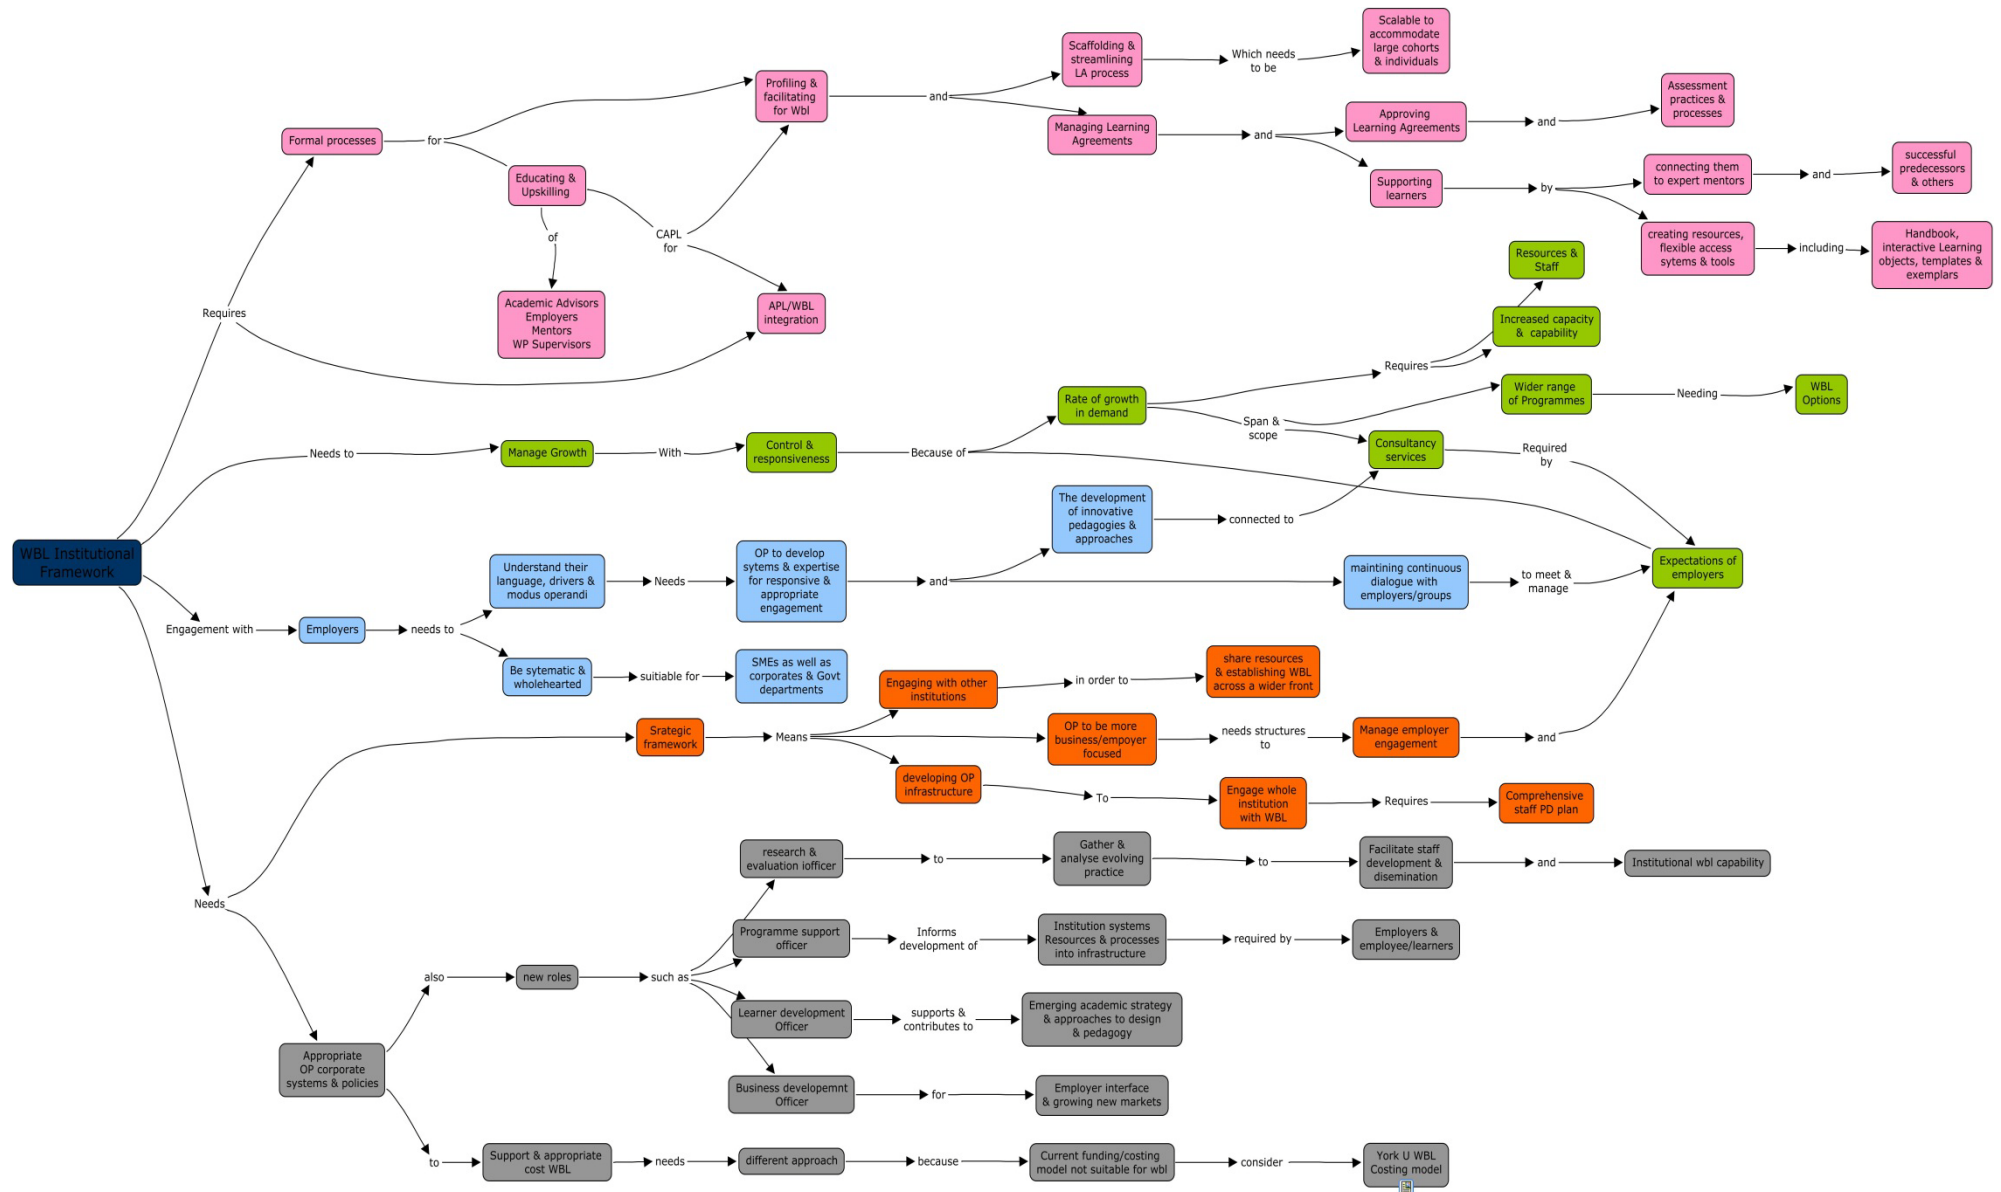 WBL Institutional
Framework
Requires
Formal processes
for
Profiling &
facilitating
for Wbl
and
Scaffolding &
streamlining
LA process
Which needs
to be
Scalable to
accommodate
large cohorts
& individuals
Managing Learning
Agreements
and
Approving
Learning Agreements
and
Assessment
practices &
processes
Supporting
learners
by
connecting them
to expert mentors
and
successful
predecessors
& others
creating resources,
flexible access
sytems & tools
including
Handbook,
interactive Learning
objects, templates &
exemplars
Educating &
Upskilling
of
Academic Advisors
Employers
Mentors
WP Supervisors
CAPL
for
APL/WBL
integration
Needs to
Manage Growth
With
Control &
responsiveness
Because of
Rate of growth
in demand
Requires
Resources &
Staff
Increased capacity
& capability
Span &
scope
Wider range
of Programmes
Needing
WBL
Options
Consultancy
services
Required
by
Expectations of
employers
Engagement with
Employers
needs to
Understand their
language, drivers &
modus operandi
Needs
OP to develop
sytems & expertise
for responsive &
appropriate
engagement
and
The development
of innovative
pedagogies &
approaches
connected to
maintining continuous
dialogue with
employers/groups
to meet &
manage
Be sytematic &
wholehearted
suitiable for
SMEs as well as
corporates & Govt
departments
Needs
Srategic
framework
Means
Engaging with other
institutions
in order to
share resources
& establishing WBL
across a wider front
OP to be more
business/empoyer
focused
needs structures
to
Manage employer
engagement
and
developing OP
infrastructure
To
Engage whole
institution
with WBL
Requires
Comprehensive
staff PD plan
Appropriate
OP corporate
systems & policies
also
new roles
such as
research &
evaluation iofficer
to
Gather &
analyse evolving
practice
to
Facilitate staff
development &
disemination
and
Institutional wbl capability
Programme support
officer
Informs
development of
Institution systems
Resources & processes
into infrastructure
required by
Employers &
employee/learners
Learner development
Officer
supports &
contributes to
Emerging academic strategy
& approaches to design
& pedagogy
Business developemnt
Officer
for
Employer interface
& growing new markets
to
Support & appropriate
cost WBL
needs
different approach
because
Current funding/costing
model not suitable for wbl
consider
York U WBL
Costing model